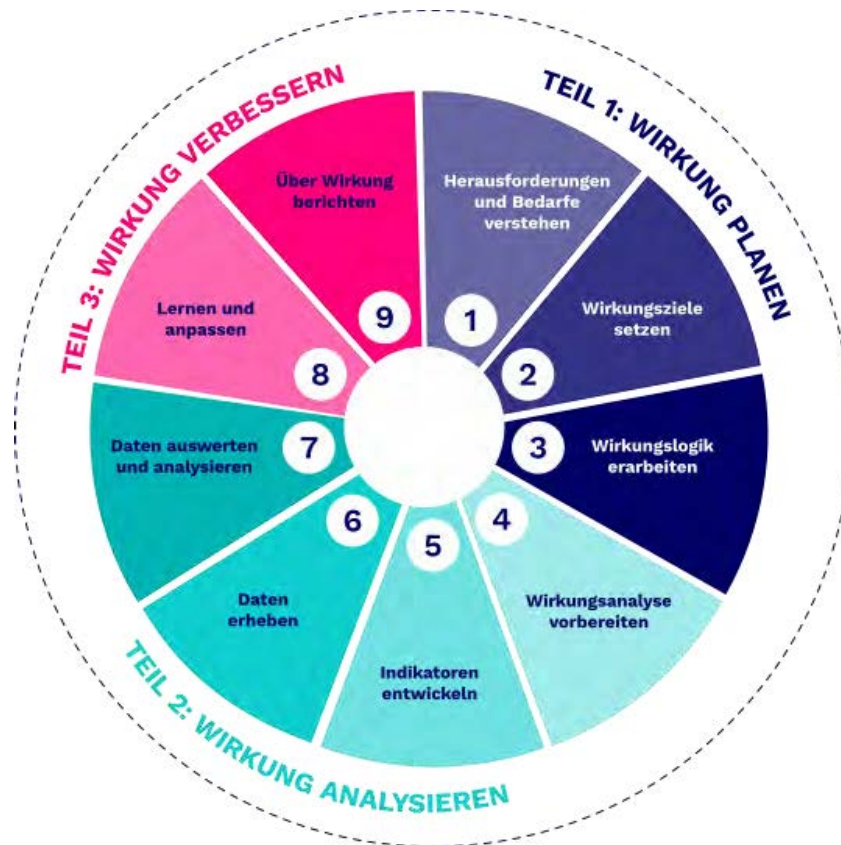 TEIL 1: WIRKUNG PLANEN
Herausforderungen
und Bedarfe
verstehen
1
Wirkungsziele
setzen
2
Wirkungslogik
erarbeiten
3
TEIL 2: WIRKUNG ANALYSIEREN
Wirkungsanalyse
vorbereiten
4
Indikatoren
entwickeln
5
Daten
erheben
6
Daten auswerten
und analysieren
7
TEIL 3: WIRKUNG VERBESSERN
Lernen und
anpassen
8
Über Wirkung
berichten
9